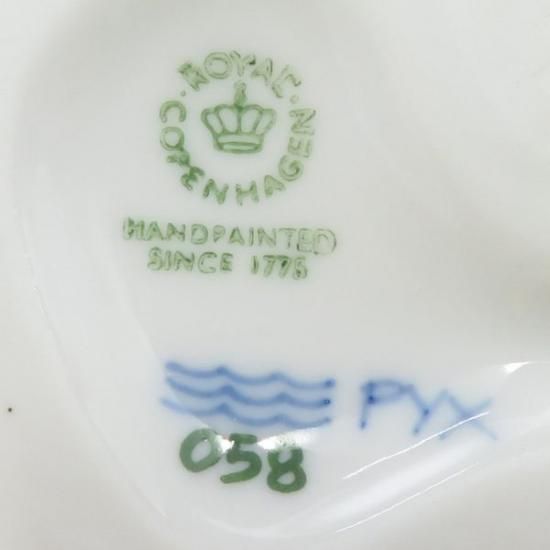 ROYAL COPENHAGEN
HANDPAINTED
SINCE 1775
PYX
058